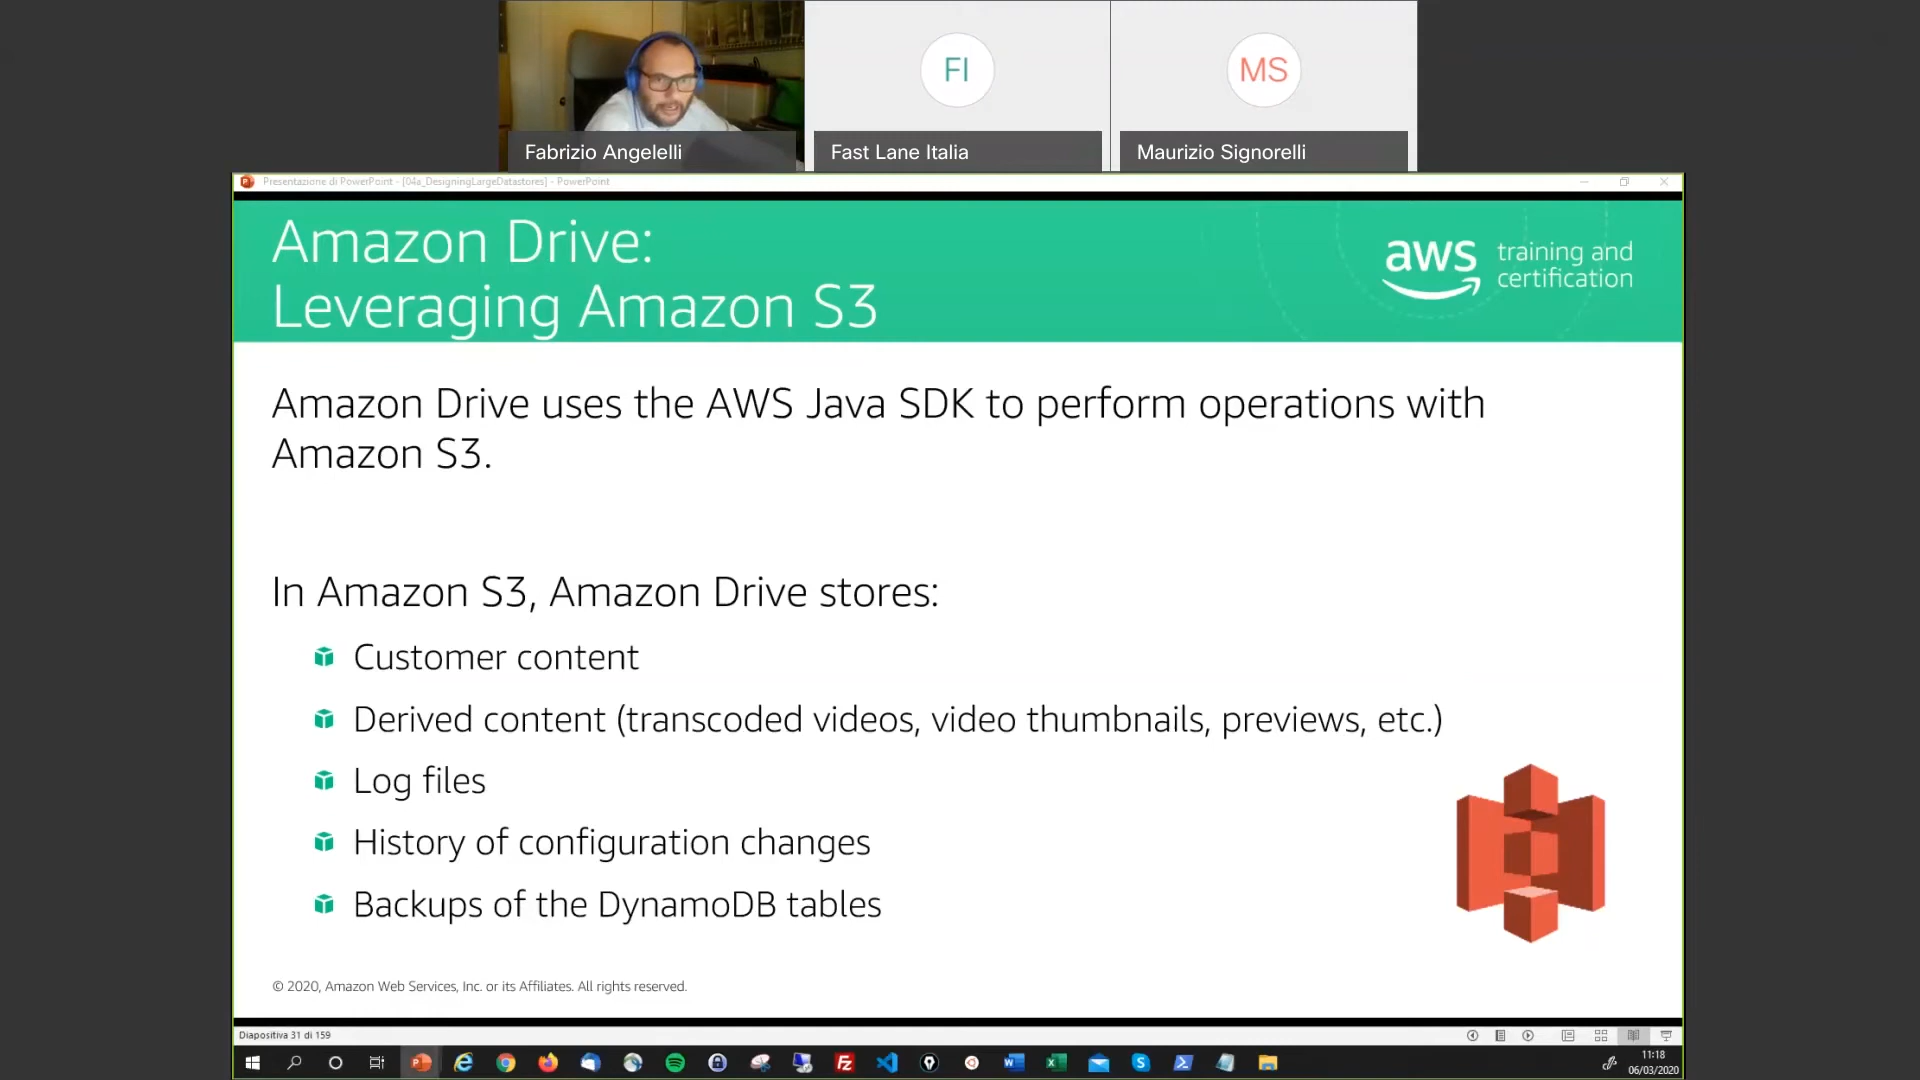 FI
MS
Fabrizio Angelelli
Fast Lane Italia
Maurizio Signorelli
Presentazione di PowerPoint - [04a_DesigningLargeDatastores] - PowerPoint
Amazon Drive:
Leveraging Amazon S3
aws training and
certification
Amazon Drive uses the AWS Java SDK to perform operations with
Amazon S3.
In Amazon S3, Amazon Drive stores:
Customer content
Derived content (transcoded videos, video thumbnails, previews, etc.)
Log files
History of configuration changes
Backups of the DynamoDB tables
© 2020, Amazon Web Services, Inc. or its Affiliates. All rights reserved.
Diapositiva 31 di 159
11:18
06/03/2020